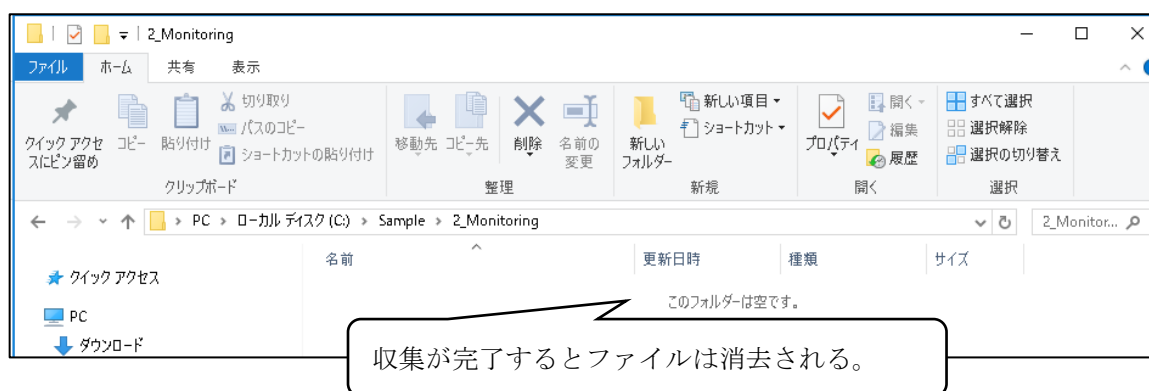 2_Monitoring
ファイル ホーム 共有 表示
クイック アクセスにピン留め
コピー
貼り付け
切り取り
パスのコピー
ショートカットの貼り付け
クリップボード
移動先
コピー先
削除
名前の変更
整理
新しいフォルダー
新しい項目
ショートカット
新規
プロパティ
開く
編集
履歴
開く
すべて選択
選択解除
選択の切り替え
選択
PC > ローカル ディスク (C:) > Sample > 2_Monitoring
2_Monitor...
名前 更新日時 種類 サイズ
クイック アクセス
このフォルダーは空です。
PC
ダウンロード
収集が完了するとファイルは消去される。